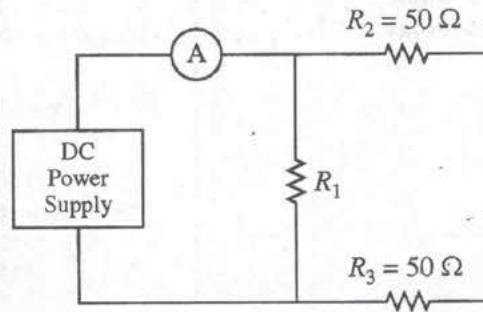 R₂ = 50 Ω
A
DC
Power
Supply
R₁
R₃ = 50 Ω